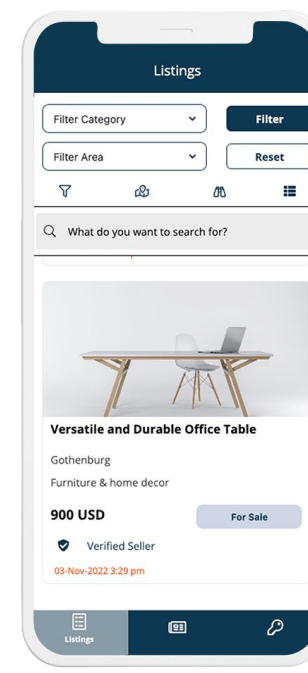 Listings
Filter Category
Filter
Filter Area
Reset
What do you want to search for?
Versatile and Durable Office Table
Gothenburg
Furniture & home decor
900 USD
For Sale
Verified Seller
03-Nov-2022 3:29 pm
Listings